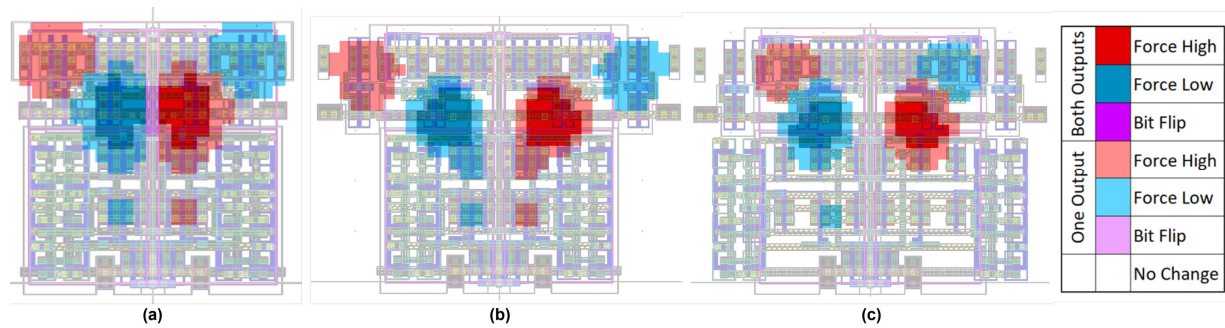 (a)
(b)
(c)
Both Outputs
Force High
Force Low
Bit Flip
One Output
Force High
Force Low
Bit Flip
No Change